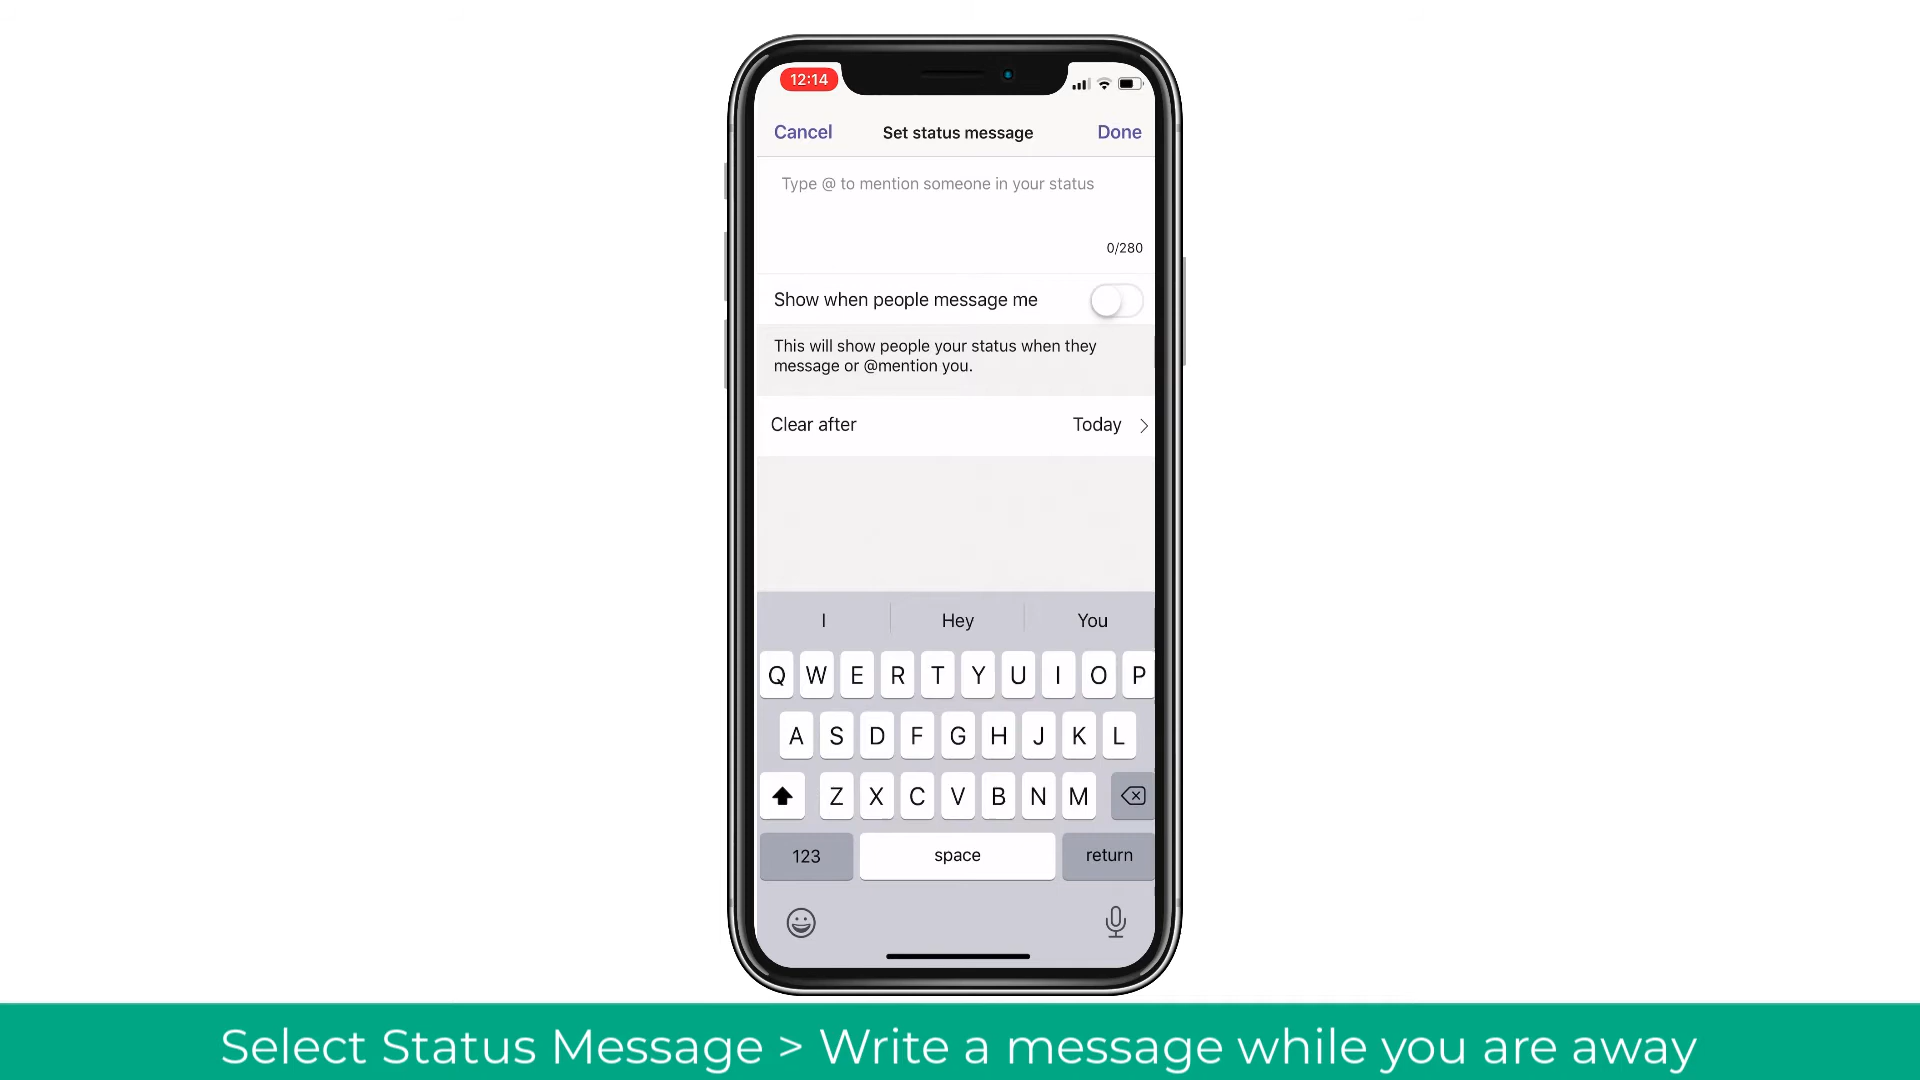 12:14
Cancel Set status message Done
Type @ to mention someone in your status
0/280
Show when people message me
This will show people your status when they
message or @mention you.
Clear after Today
I Hey You
Q W E R T Y U I O P
A S D F G H J K L
Z X C V B N M
123 space return
Select Status Message > Write a message while you are away